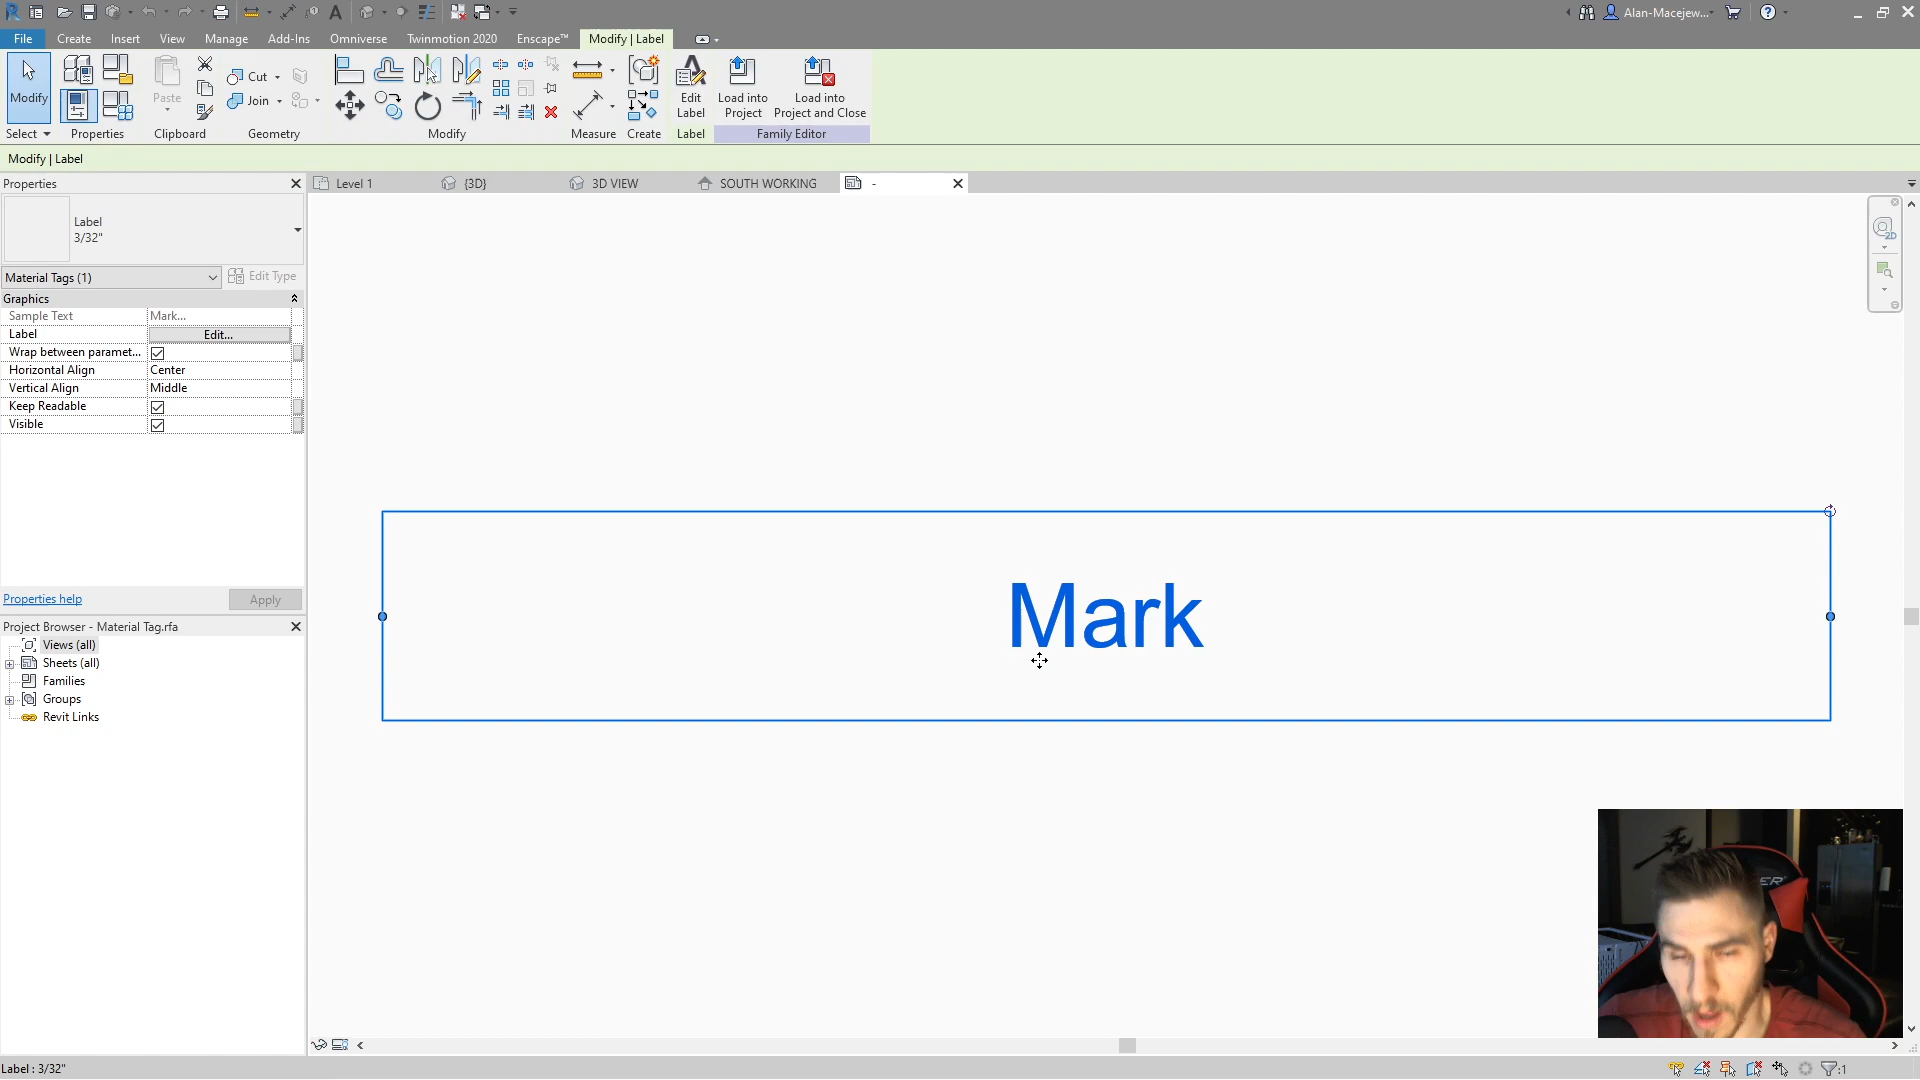 Alan-Macejew...
File Create Insert View Manage Add-Ins Omniverse Twinmotion 2020 Enscape™ Modify | Label
Modify Paste Cut Join Edit Label Load into Project Load into Project and Close
Select Properties Clipboard Geometry Modify Measure Create Label Family Editor
Modify | Label
Properties
Level 1 {3D} 3D VIEW SOUTH WORKING -
Label
3/32"
Material Tags (1) Edit Type
Graphics
Sample Text Mark...
Label Edit...
Wrap between paramet...
Horizontal Align Center
Vertical Align Middle
Keep Readable
Visible
Mark
Properties help Apply
Project Browser - Material Tag.rfa
Views (all)
Sheets (all)
Families
Groups
Revit Links
Label : 3/32"
:1